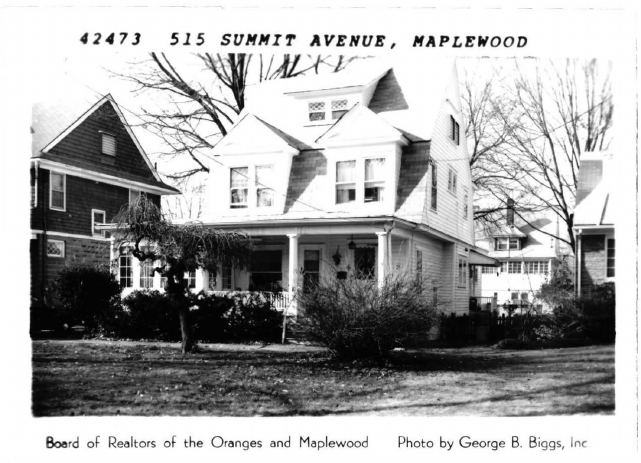 42473 515 SUMMIT AVENUE, MAPLEWOOD
Board of Realtors of the Oranges and Maplewood Photo by George B. Biggs, Inc.